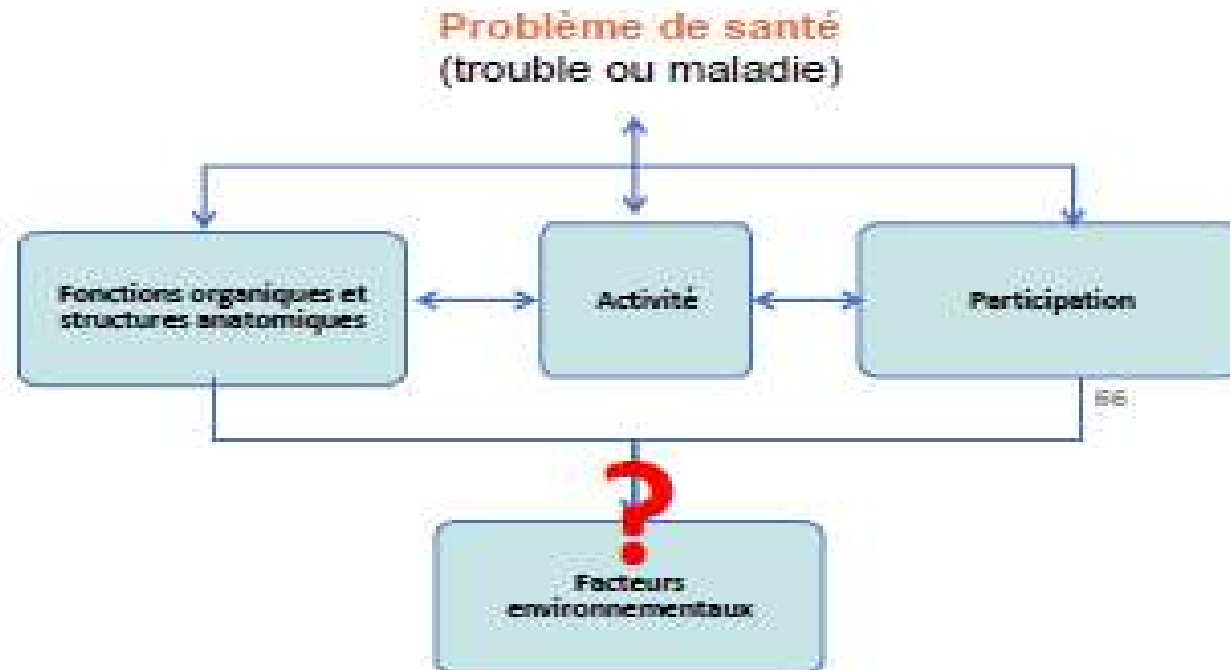 Problème de santé
(trouble ou maladie)
Fonctions organiques et
structures anatomiques
Activité
Participation
?
Facteurs
environnementaux